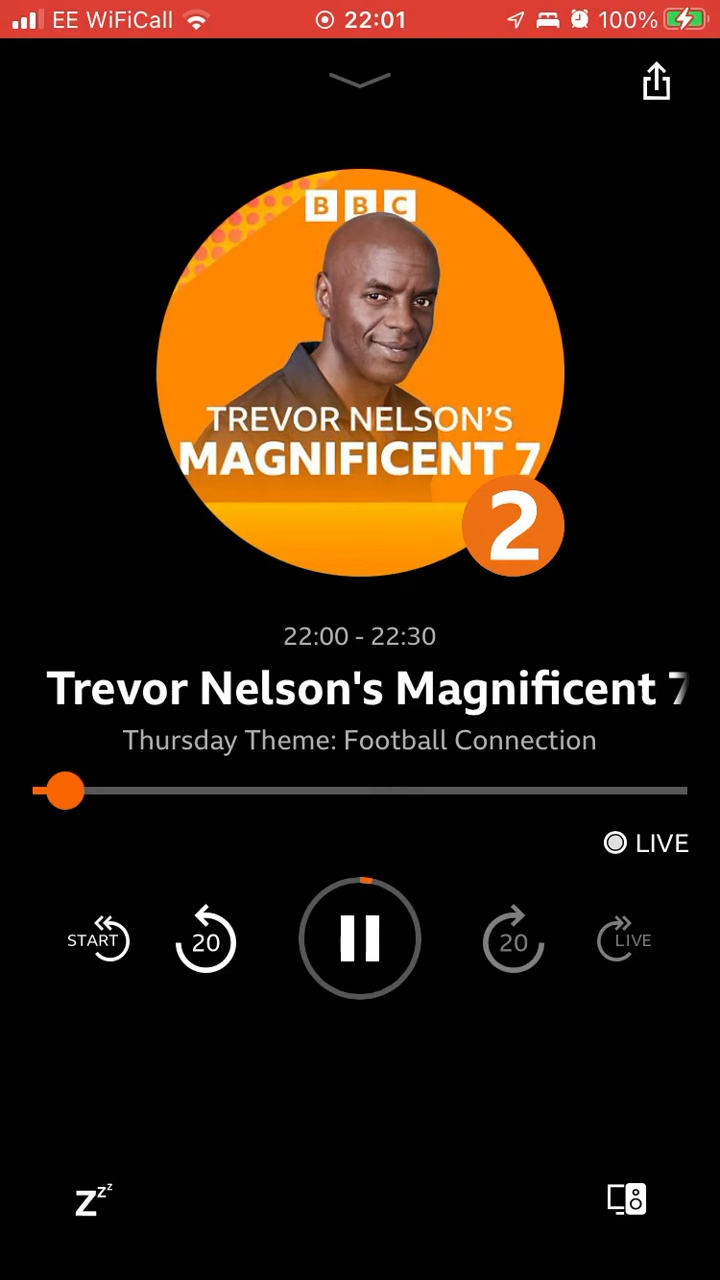 EE WiFiCall 22:01 100%
BBC
TREVOR NELSON'S
MAGNIFICENT 7
2
22:00 - 22:30
Trevor Nelson's Magnificent 7
Thursday Theme: Football Connection
LIVE
START 20 20 LIVE
Zzz